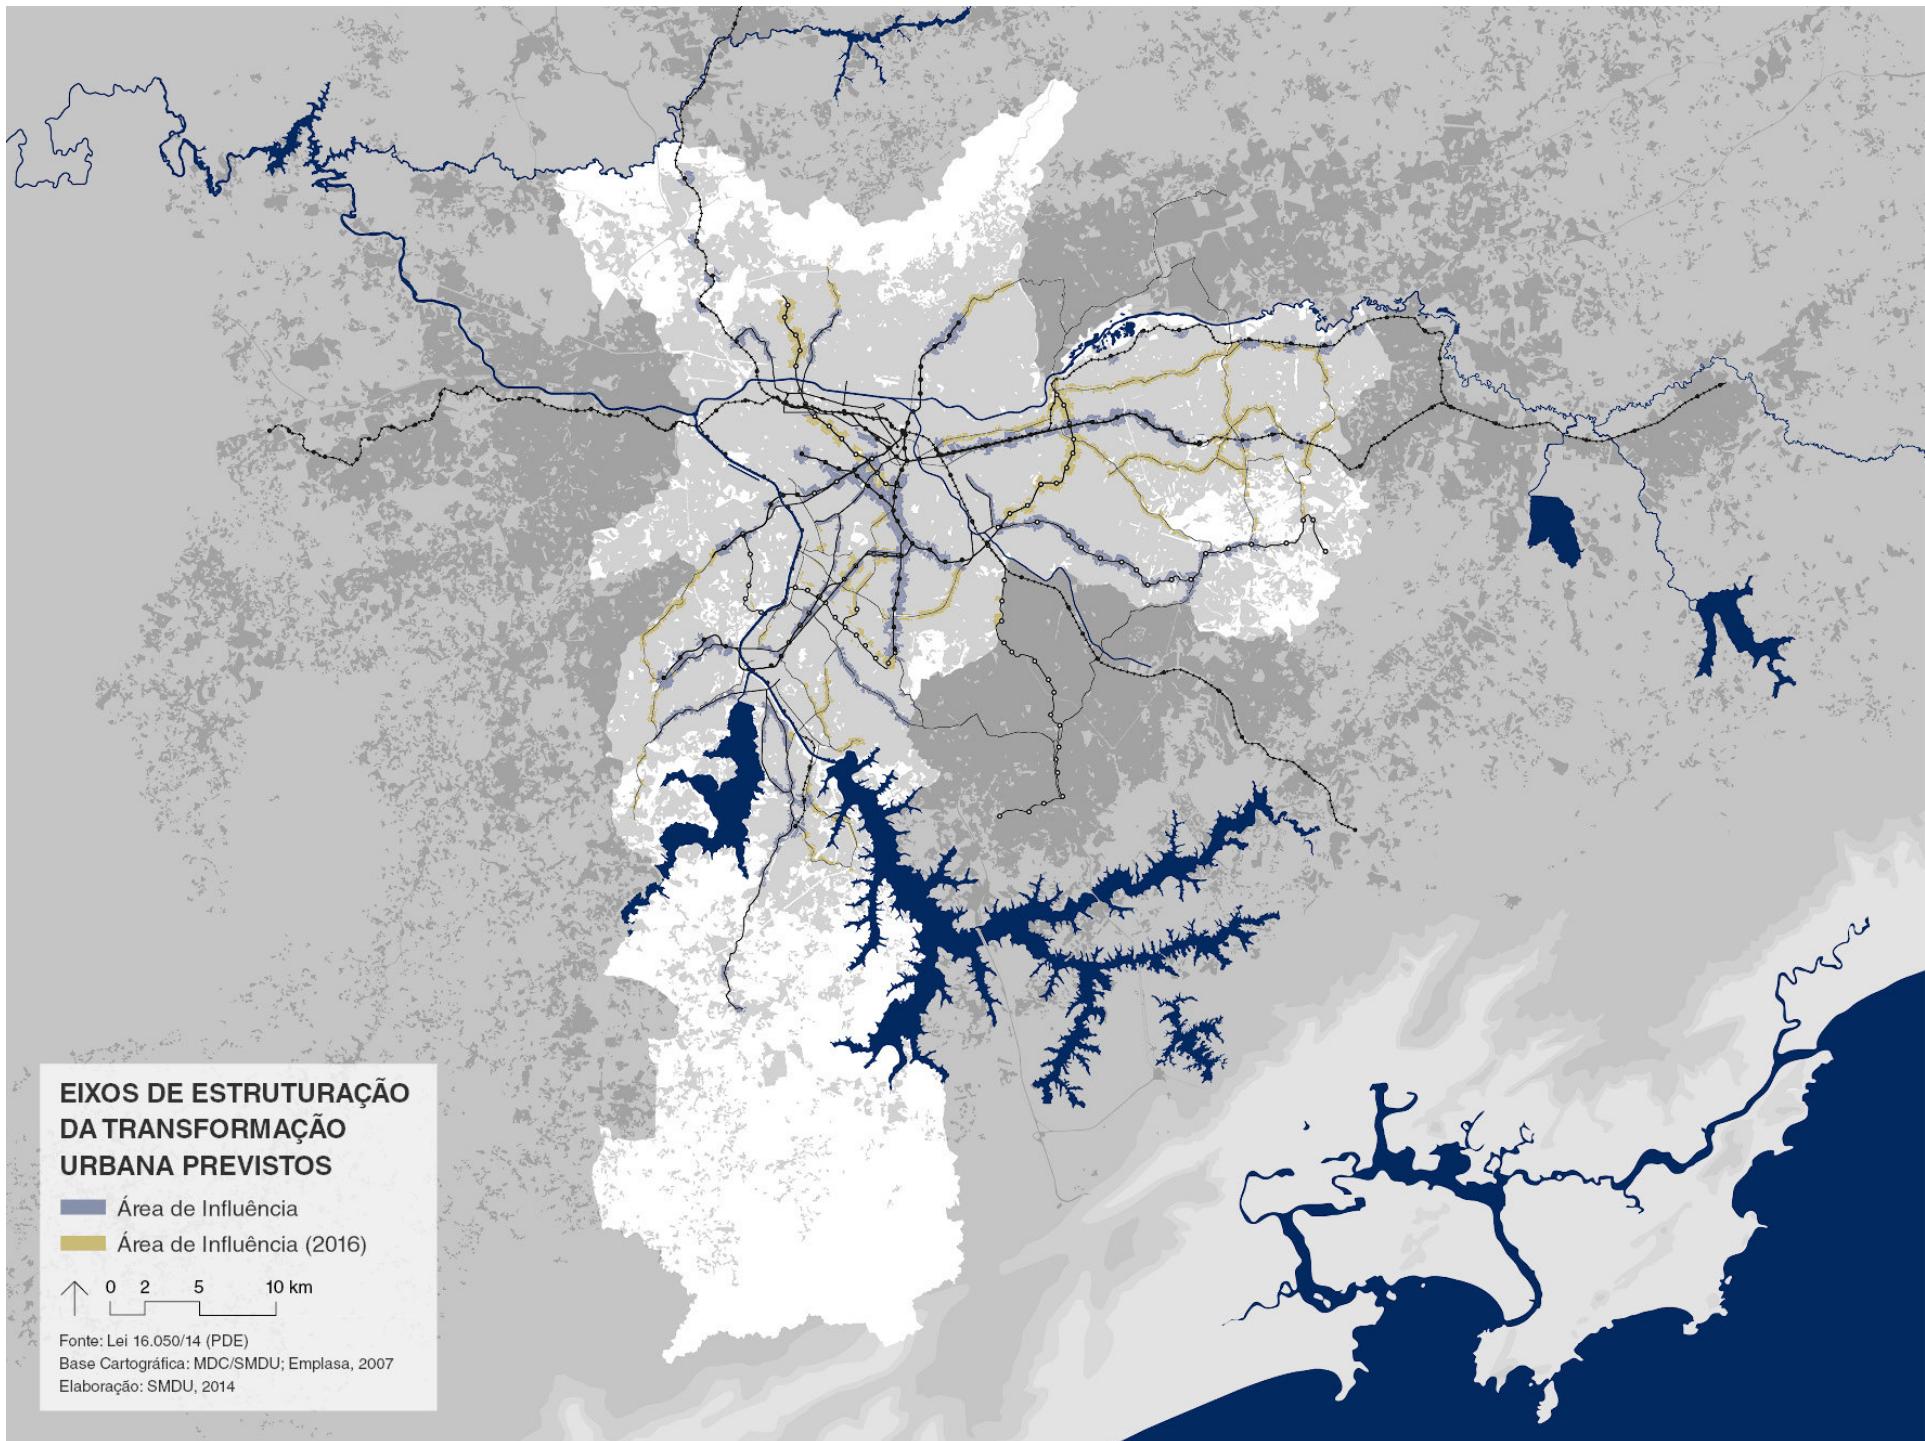 EIXOS DE ESTRUTURAÇÃO
DA TRANSFORMAÇÃO
URBANA PREVISTOS
Área de Influência
Área de Influência (2016)
0 2 5 10 km
Fonte: Lei 16.050/14 (PDE)
Base Cartográfica: MDC/SMDU; Emplasa, 2007
Elaboração: SMDU, 2014